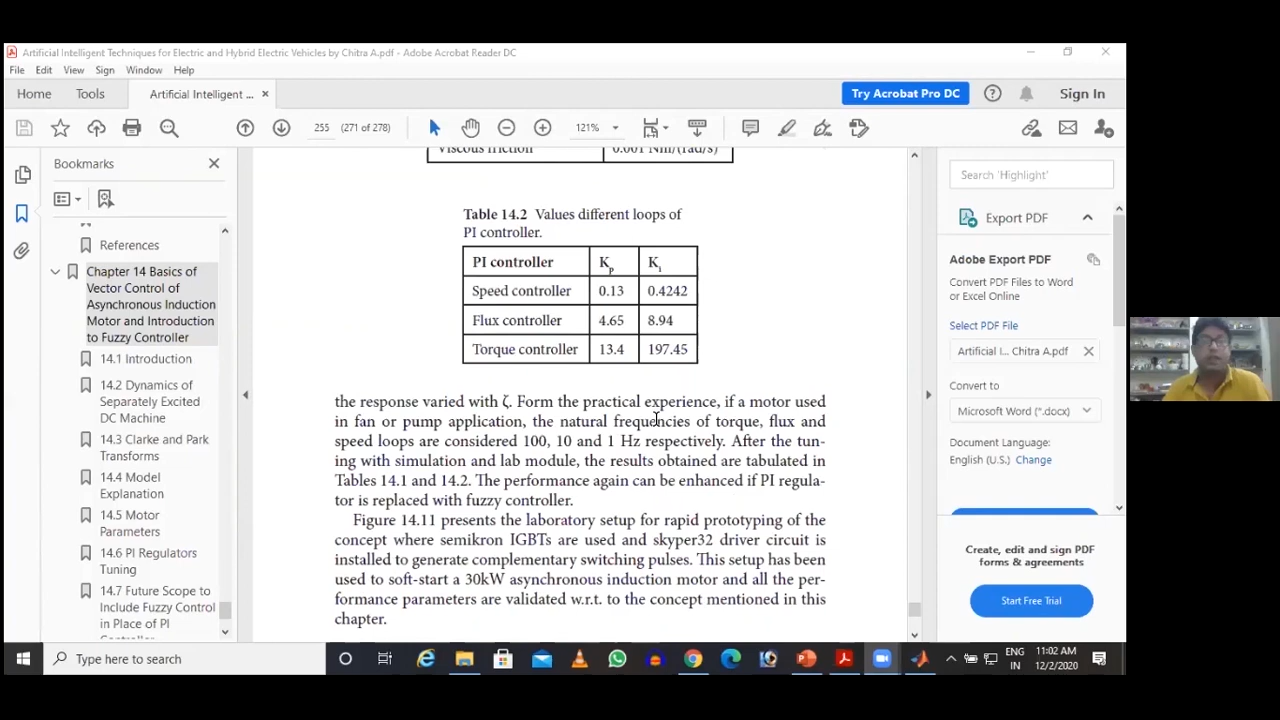 Artificial Intelligent Techniques for Electric and Hybrid Electric Vehicles by Chitra A.pdf - Adobe Acrobat Reader DC
File Edit View Sign Window Help
Home Tools Artificial Intelligent ... × Try Acrobat Pro DC Sign In
255 (271 of 278) 121%
Bookmarks
References
Chapter 14 Basics of
Vector Control of
Asynchronous Induction
Motor and Introduction
to Fuzzy Controller
14.1 Introduction
14.2 Dynamics of
Separately Excited
DC Machine
14.3 Clarke and Park
Transforms
14.4 Model
Explanation
14.5 Motor
Parameters
14.6 PI Regulators
Tuning
14.7 Future Scope to
Include Fuzzy Control
in Place of PI
Viscous friction 0.001 Nm/(rad/s)
Table 14.2 Values different loops of
PI controller.
PI controller Kp Ki
Speed controller 0.13 0.4242
Flux controller 4.65 8.94
Torque controller 13.4 197.45
the response varied with ζ. Form the practical experience, if a motor used
in fan or pump application, the natural frequencies of torque, flux and
speed loops are considered 100, 10 and 1 Hz respectively. After the tun-
ing with simulation and lab module, the results obtained are tabulated in
Tables 14.1 and 14.2. The performance again can be enhanced if PI regula-
tor is replaced with fuzzy controller.
Figure 14.11 presents the laboratory setup for rapid prototyping of the
concept where semikron IGBTs are used and skyper32 driver circuit is
installed to generate complementary switching pulses. This setup has been
used to soft-start a 30kW asynchronous induction motor and all the per-
formance parameters are validated w.r.t. to the concept mentioned in this
chapter.
Search 'Highlight'
Export PDF
Adobe Export PDF
Convert PDF Files to Word
or Excel Online
Select PDF File
Artificial I... Chitra A.pdf
Convert to
Microsoft Word (*.docx)
Document Language:
English (U.S.) Change
Create, edit and sign PDF
forms & agreements
Start Free Trial
Type here to search
ENG
IN
11:02 AM
12/2/2020